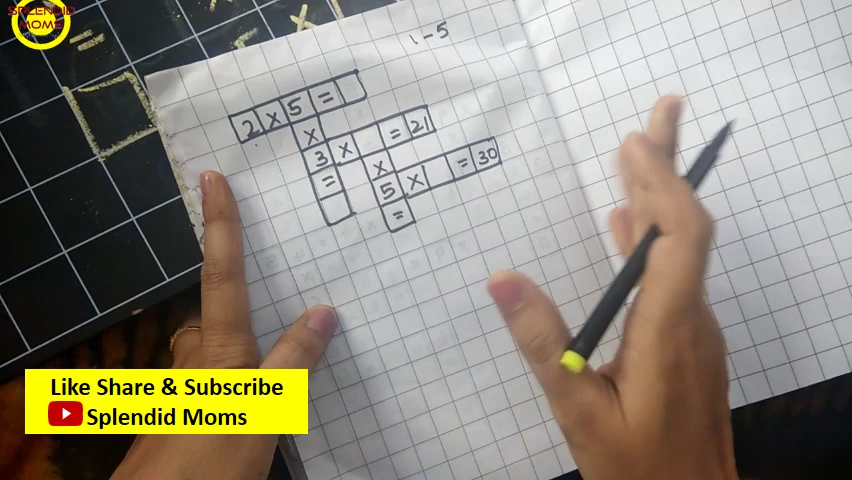 SPLENDID
MOMS
=
x
1-5
2 x 5 =
x
3 x = 21
= x
5 x = 30
=
Like Share & Subscribe
Splendid Moms